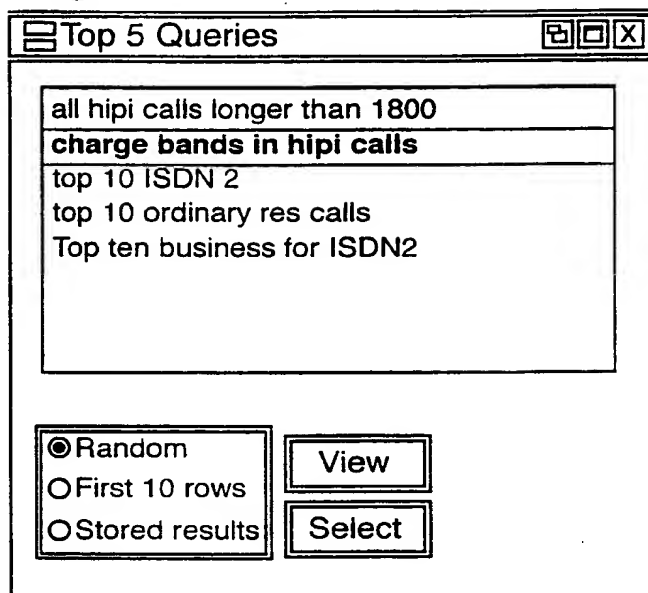 Top 5 Queries
X
all hipi calls longer than 1800
charge bands in hipi calls
top 10 ISDN 2
top 10 ordinary res calls
Top ten business for ISDN2
Random
First 10 rows
Stored results
View
Select